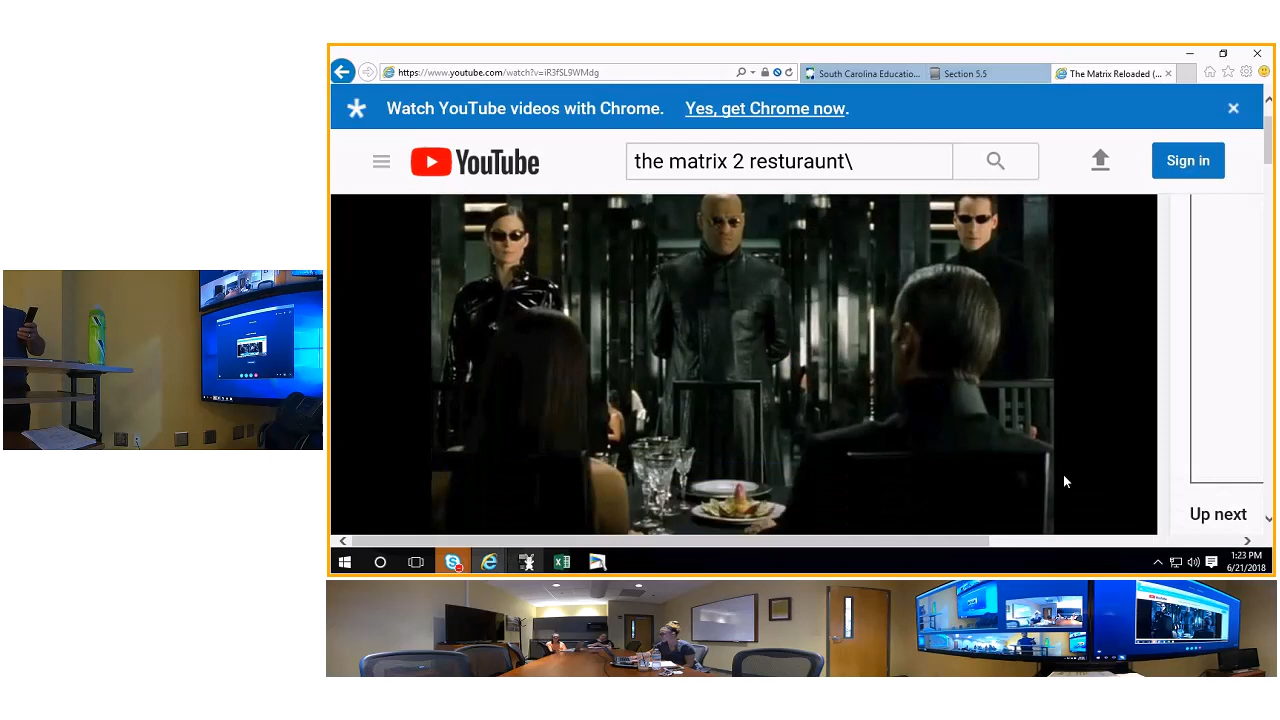 https://www.youtube.com/watch?v=iR3fSL9WMdg
South Carolina Educatio...
Section 5.5
The Matrix Reloaded (...
Watch YouTube videos with Chrome. Yes, get Chrome now.
YouTube
the matrix 2 resturaunt\
Sign in
Up next
1:23 PM
6/21/2018